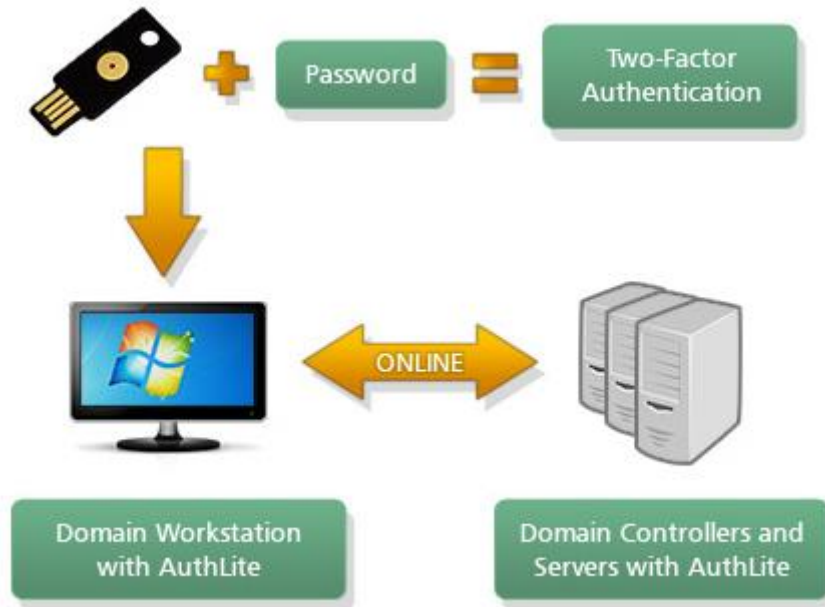 Password
Two-Factor
Authentication
ONLINE
Domain Workstation
with AuthLite
Domain Controllers and
Servers with AuthLite